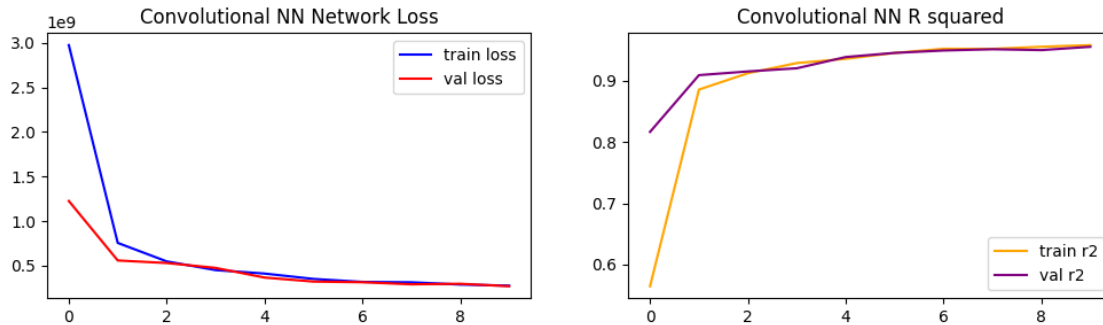 Convolutional NN Network Loss
1e9
3.0
2.5
2.0
1.5
1.0
0.5
0 2 4 6 8
train loss
val loss
Convolutional NN R squared
0.9
0.8
0.7
0.6
0 2 4 6 8
train r2
val r2